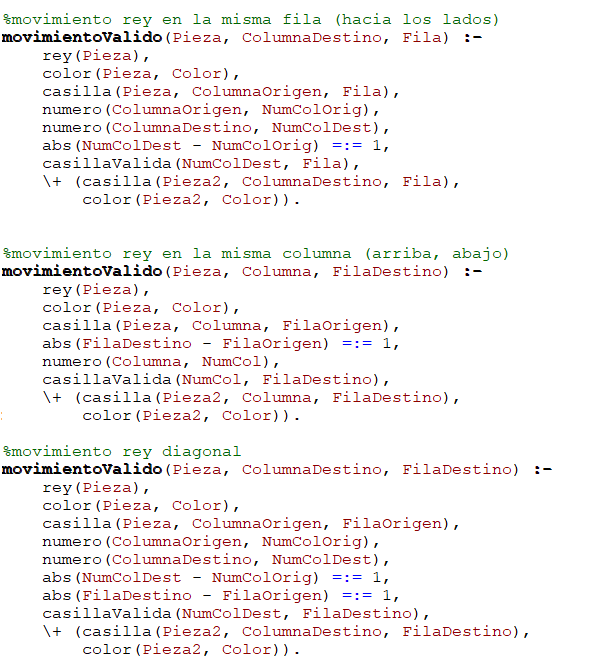 %movimiento rey en la misma fila (hacia los lados)
movimientoValido(Pieza, ColumnaDestino, Fila) :-
    rey(Pieza),
    color(Pieza, Color),
    casilla(Pieza, ColumnaOrigen, Fila),
    numero(ColumnaOrigen, NumColOrig),
    numero(ColumnaDestino, NumColDest),
    abs(NumColDest - NumColOrig) =:= 1,
    casillaValida(NumColDest, Fila),
    \+ (casilla(Pieza2, ColumnaDestino, Fila),
        color(Pieza2, Color)).
%movimiento rey en la misma columna (arriba, abajo)
movimientoValido(Pieza, Columna, FilaDestino) :-
    rey(Pieza),
    color(Pieza, Color),
    casilla(Pieza, Columna, FilaOrigen),
    abs(FilaDestino - FilaOrigen) =:= 1,
    numero(Columna, NumCol),
    casillaValida(NumCol, FilaDestino),
    \+ (casilla(Pieza2, Columna, FilaDestino),
        color(Pieza2, Color)).
%movimiento rey diagonal
movimientoValido(Pieza, ColumnaDestino, FilaDestino) :-
    rey(Pieza),
    color(Pieza, Color),
    casilla(Pieza, ColumnaOrigen, FilaOrigen),
    numero(ColumnaOrigen, NumColOrig),
    numero(ColumnaDestino, NumColDest),
    abs(NumColDest - NumColOrig) =:= 1,
    abs(FilaDestino - FilaOrigen) =:= 1,
    casillaValida(NumColDest, FilaDestino),
    \+ (casilla(Pieza2, ColumnaDestino, FilaDestino),
        color(Pieza2, Color)).